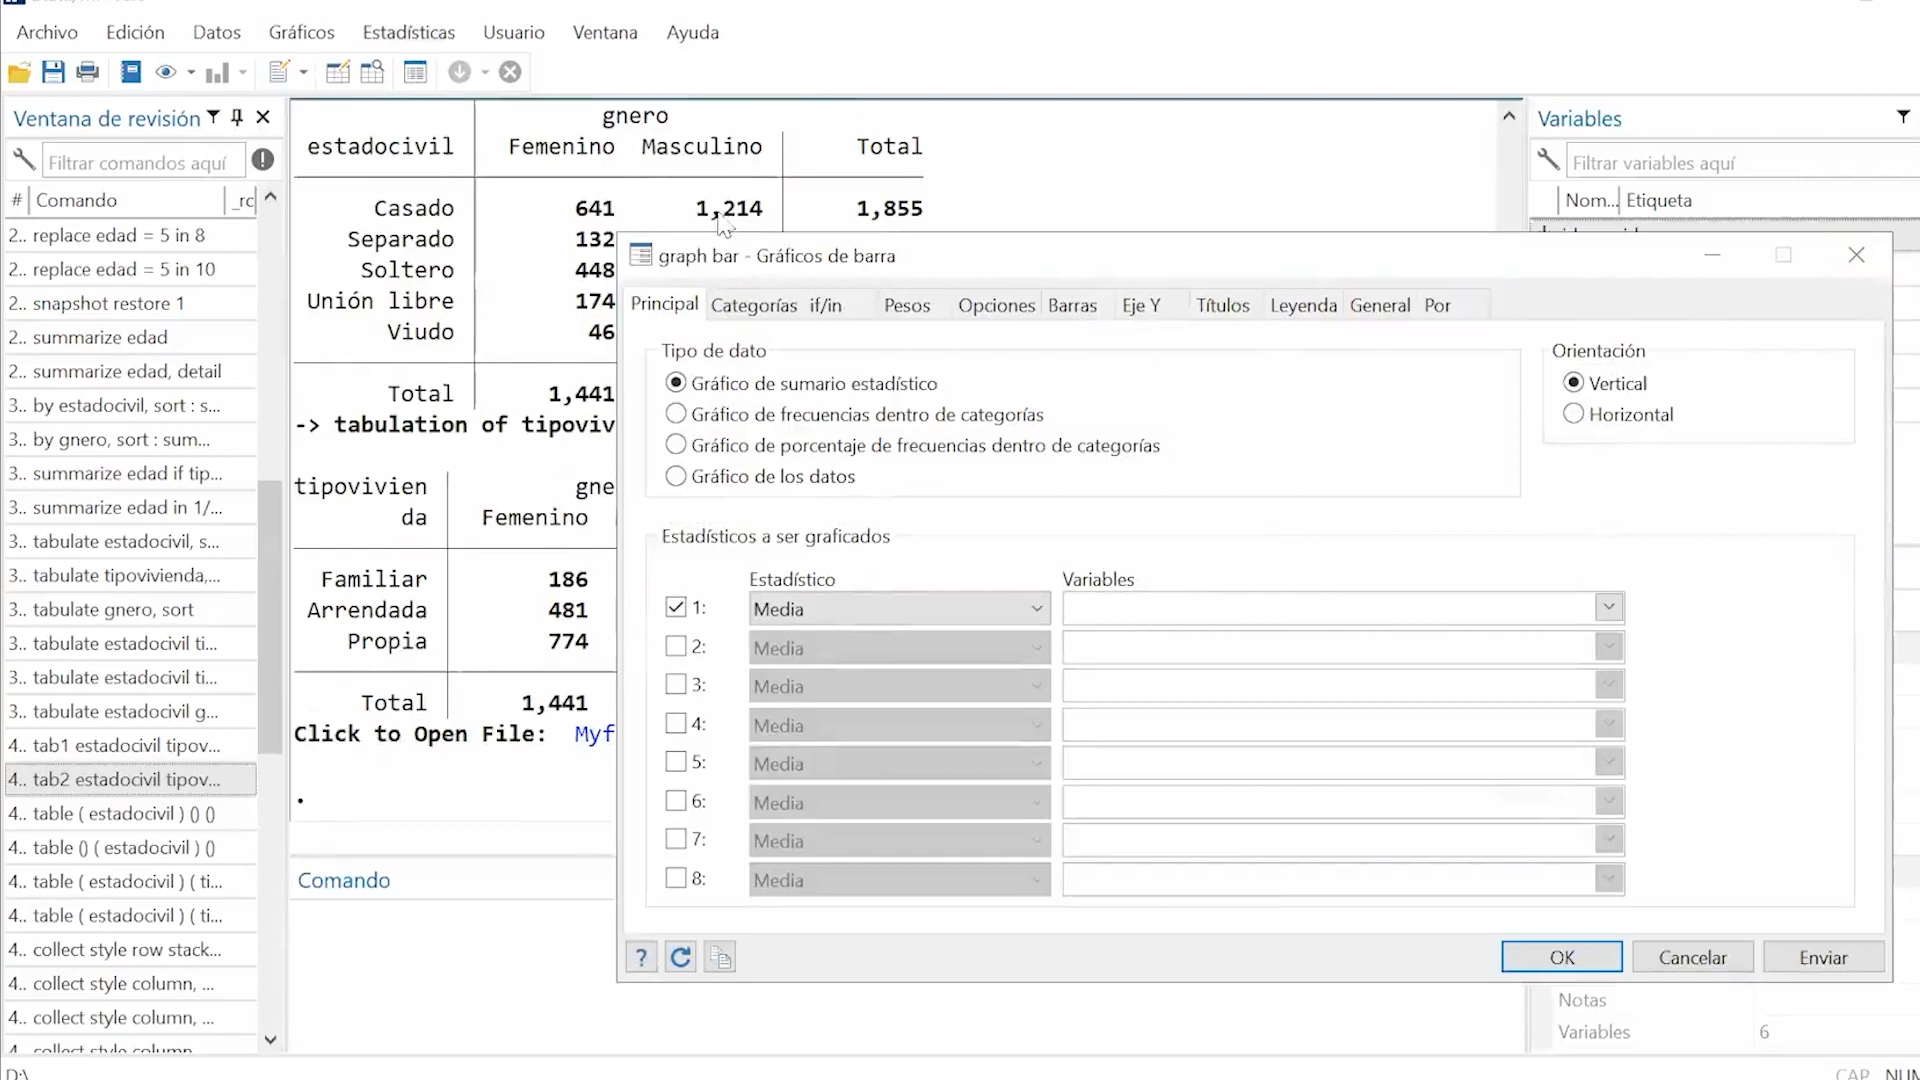 Archivo Edición Datos Gráficos Estadísticas Usuario Ventana Ayuda
Ventana de revisión
Filtrar comandos aquí
# Comando _rc
2.. replace edad = 5 in 8
2.. replace edad = 5 in 10
2.. snapshot restore 1
2.. summarize edad
2.. summarize edad, detail
3.. by estadocivil, sort : s...
3.. by gnero, sort : sum...
3.. summarize edad if tip...
3.. summarize edad in 1/...
3.. tabulate estadocivil, s...
3.. tabulate tipovivienda,...
3.. tabulate gnero, sort
3.. tabulate estadocivil ti...
3.. tabulate estadocivil ti...
3.. tabulate estadocivil g...
4.. tab1 estadocivil tipov...
4.. tab2 estadocivil tipov...
4.. table ( estadocivil ) () ()
4.. table () ( estadocivil ) ()
4.. table ( estadocivil ) ( ti...
4.. table ( estadocivil ) ( ti...
4.. collect style row stack...
4.. collect style column, ...
4.. collect style column, ...
4.. collect style column
gnero
estadocivil Femenino Masculino Total
Casado 641 1,214 1,855
Separado 132
Soltero 448
Unión libre 174
Viudo 46
Total 1,441
-> tabulation of tipoviv
tipovivien gne
da Femenino
Familiar 186
Arrendada 481
Propia 774
Total 1,441
Click to Open File: Myf
.
Comando
graph bar - Gráficos de barra
Principal Categorías if/in Pesos Opciones Barras Eje Y Títulos Leyenda General Por
Tipo de dato
Gráfico de sumario estadístico
Gráfico de frecuencias dentro de categorías
Gráfico de porcentaje de frecuencias dentro de categorías
Gráfico de los datos
Orientación
Vertical
Horizontal
Estadísticos a ser graficados
Estadístico Variables
1: Media
2: Media
3: Media
4: Media
5: Media
6: Media
7: Media
8: Media
? OK Cancelar Enviar
Variables
Filtrar variables aquí
Nom... Etiqueta
Notas
Variables 6
D:\
CAP NUM